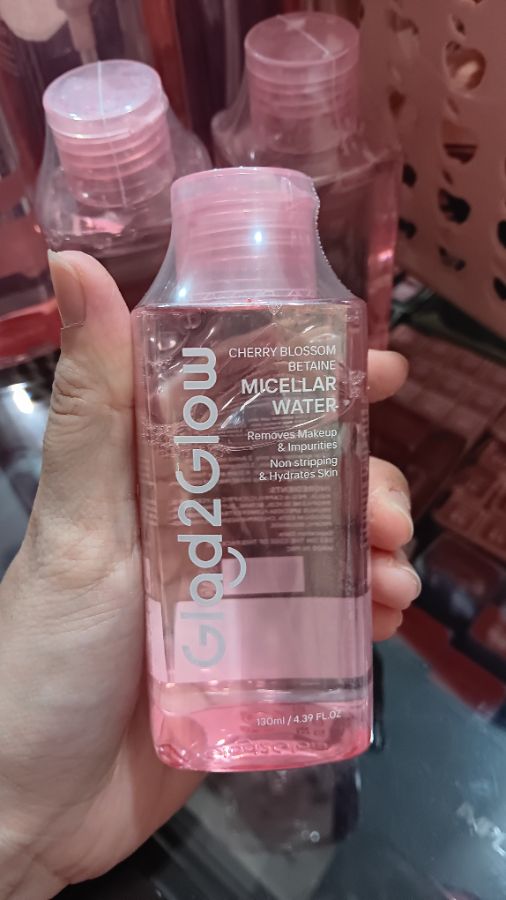 Glad2Glow
CHERRY BLOSSOM
BETAINE
MICELLAR
WATER
Removes Makeup
& Impurities
Non stripping
& Hydrates Skin
130ml / 4.39 FL.OZ